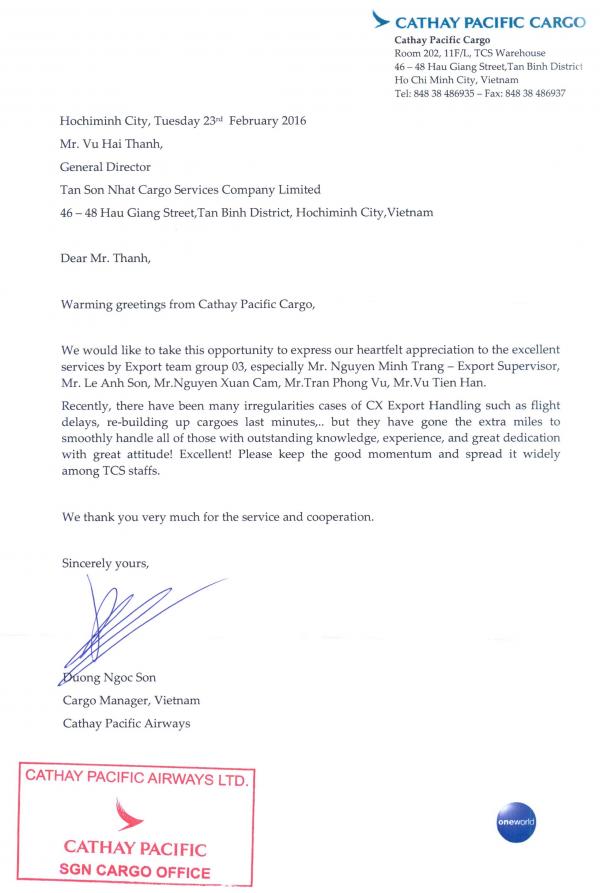 CATHAY PACIFIC CARGO
Cathay Pacific Cargo
Room 202, 11F/L, TCS Warehouse
46 – 48 Hau Giang Street,Tan Binh District
Ho Chi Minh City, Vietnam
Tel: 848 38 486935 – Fax: 848 38 486937
Hochiminh City, Tuesday 23rd February 2016
Mr. Vu Hai Thanh,
General Director
Tan Son Nhat Cargo Services Company Limited
46 – 48 Hau Giang Street,Tan Binh District, Hochiminh City,Vietnam
Dear Mr. Thanh,
Warming greetings from Cathay Pacific Cargo,
We would like to take this opportunity to express our heartfelt appreciation to the excellent
services by Export team group 03, especially Mr. Nguyen Minh Trang – Export Supervisor,
Mr. Le Anh Son, Mr.Nguyen Xuan Cam, Mr.Tran Phong Vu, Mr.Vu Tien Han.
Recently, there have been many irregularities cases of CX Export Handling such as flight
delays, re-building up cargoes last minutes,.. but they have gone the extra miles to
smoothly handle all of those with outstanding knowledge, experience, and great dedication
with great attitude! Excellent! Please keep the good momentum and spread it widely
among TCS staffs.
We thank you very much for the service and cooperation.
Sincerely yours,
Duong Ngoc Son
Cargo Manager, Vietnam
Cathay Pacific Airways
CATHAY PACIFIC AIRWAYS LTD.
CATHAY PACIFIC
SGN CARGO OFFICE
oneworld